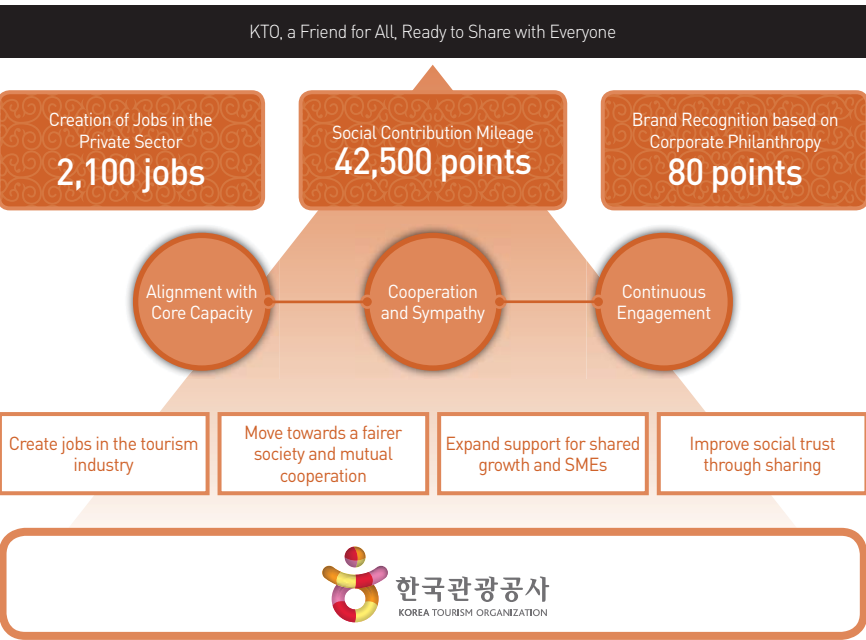 KTO, a Friend for All, Ready to Share with Everyone
Creation of Jobs in the
Private Sector
2,100 jobs
Social Contribution Mileage
42,500 points
Brand Recognition based on
Corporate Philanthropy
80 points
Alignment with
Core Capacity
Cooperation
and Sympathy
Continuous
Engagement
Create jobs in the tourism
industry
Move towards a fairer
society and mutual
cooperation
Expand support for shared
growth and SMEs
Improve social trust
through sharing
한국관광공사
KOREA TOURISM ORGANIZATION